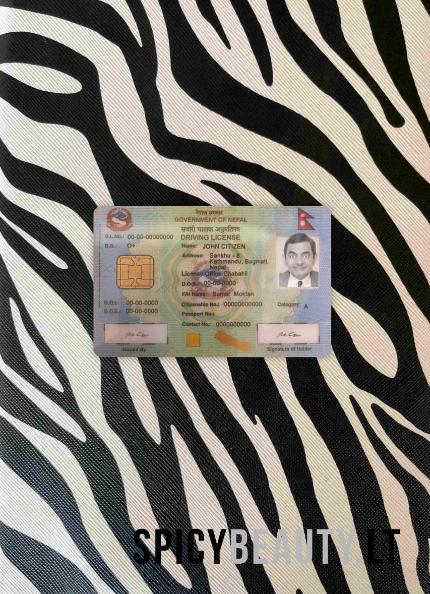 नेपाल सरकार
GOVERNMENT OF NEPAL
सवारी चालक अनुमतिपत्र
DRIVING LICENSE
D.L.No.: 00-00-00000000
B.G.: O+
Name: JOHN CITIZEN
Address: Sankhu - 8,
Kathmandu, Bagmati,
Nepal
License Office: Chabahil
D.O.B.: 00-00-0000
F/H Name: Sumar Moktan
D.O.I.: 00-00-0000
Citizenship No.: 00000000000
Category: A
D.O.E.: 00-00-0000
Passport No.:
Contact No.: 0000000000
Issued By
Signature of Holder
SPICYBEAUTY.LT